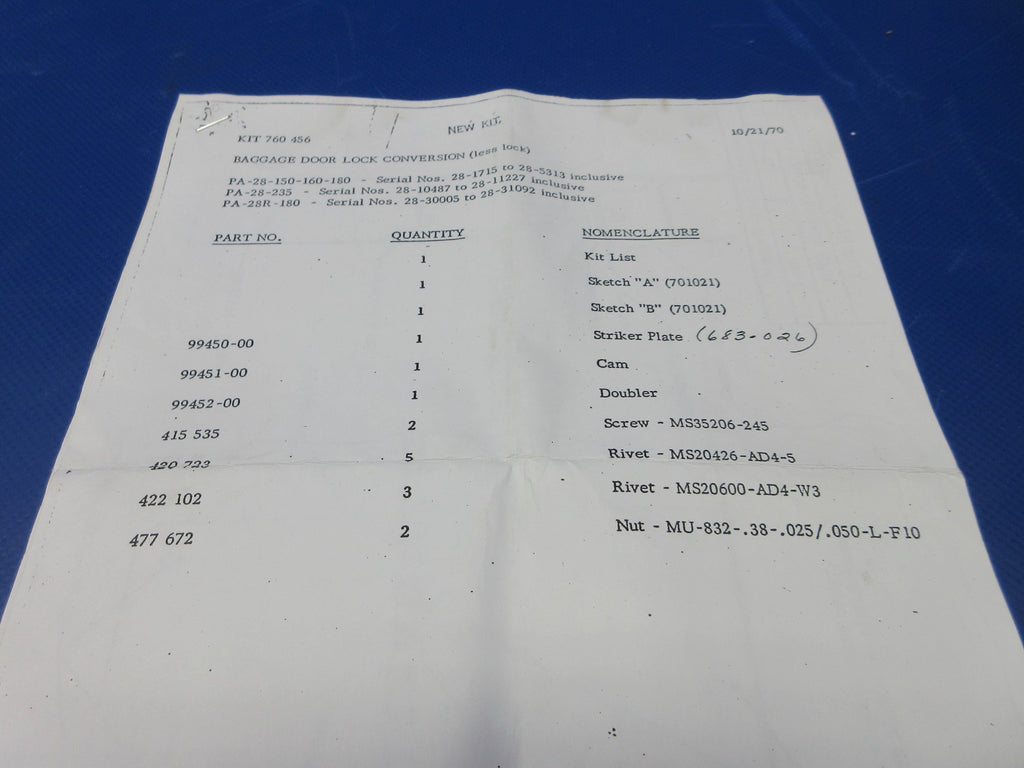 NEW KIT.
10/21/70
KIT 760 456
BAGGAGE DOOR LOCK CONVERSION (less lock)
PA-28-150-160-180 - Serial Nos. 28-1715 to 28-5313 inclusive
PA-28-235 - Serial Nos. 28-10487 to 28-11227 inclusive
PA-28R-180 - Serial Nos. 28-30005 to 28-31092 inclusive
PART NO. QUANTITY NOMENCLATURE
1 Kit List
1 Sketch "A" (701021)
1 Sketch "B" (701021)
99450-00 1 Striker Plate (683-026)
99451-00 1 Cam
99452-00 1 Doubler
415 535 2 Screw - MS35206-245
420 723 5 Rivet - MS20426-AD4-5
422 102 3 Rivet - MS20600-AD4-W3
477 672 2 Nut - MU-832-.38-.025/.050-L-F10